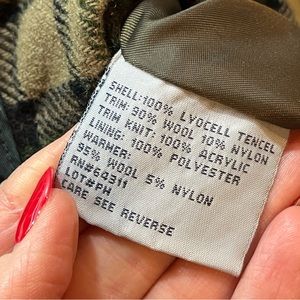 SHELL:100% LYOCELL TENCEL
TRIM: 90% WOOL 10% NYLON
TRIM KNIT: 100% ACRYLIC
LINING: 100% POLYESTER
WARMER:
95% WOOL 5% NYLON
RN#64311
LOT#PH
CARE SEE REVERSE